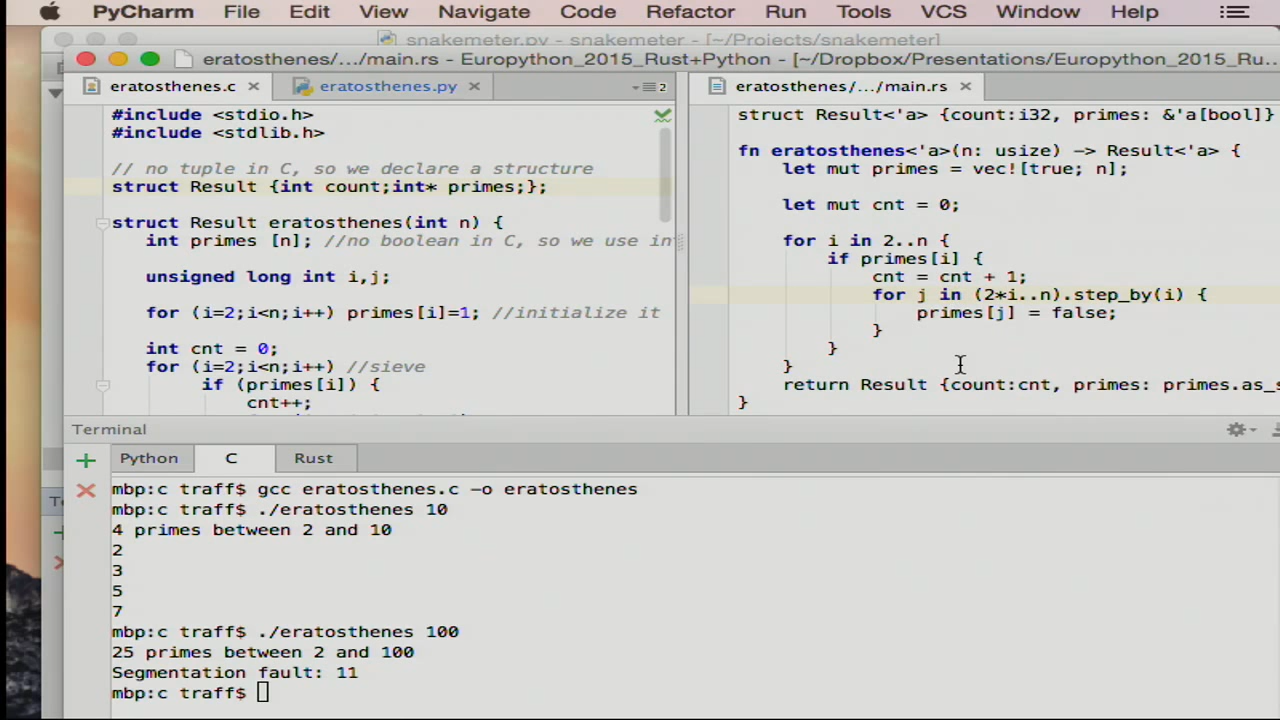 PyCharm File Edit View Navigate Code Refactor Run Tools VCS Window Help
snakemeter.py - snakemeter - [~/Projects/snakemeter]
eratosthenes/.../main.rs - Europython_2015_Rust+Python - [~/Dropbox/Presentations/Europython_2015_Ru...
eratosthenes.c eratosthenes.py 2
#include <stdio.h>
#include <stdlib.h>
// no tuple in C, so we declare a structure
struct Result {int count;int* primes;};
struct Result eratosthenes(int n) {
int primes [n]; //no boolean in C, so we use in
unsigned long int i,j;
for (i=2;i<n;i++) primes[i]=1; //initialize it
int cnt = 0;
for (i=2;i<n;i++) //sieve
if (primes[i]) {
cnt++;
eratosthenes/.../main.rs
struct Result<'a> {count:i32, primes: &'a[bool]}
fn eratosthenes<'a>(n: usize) -> Result<'a> {
let mut primes = vec![true; n];
let mut cnt = 0;
for i in 2..n {
if primes[i] {
cnt = cnt + 1;
for j in (2*i..n).step_by(i) {
primes[j] = false;
}
}
}
return Result {count:cnt, primes: primes.as_s
}
Terminal
Python C Rust
mbp:c traff$ gcc eratosthenes.c -o eratosthenes
mbp:c traff$ ./eratosthenes 10
4 primes between 2 and 10
2
3
5
7
mbp:c traff$ ./eratosthenes 100
25 primes between 2 and 100
Segmentation fault: 11
mbp:c traff$